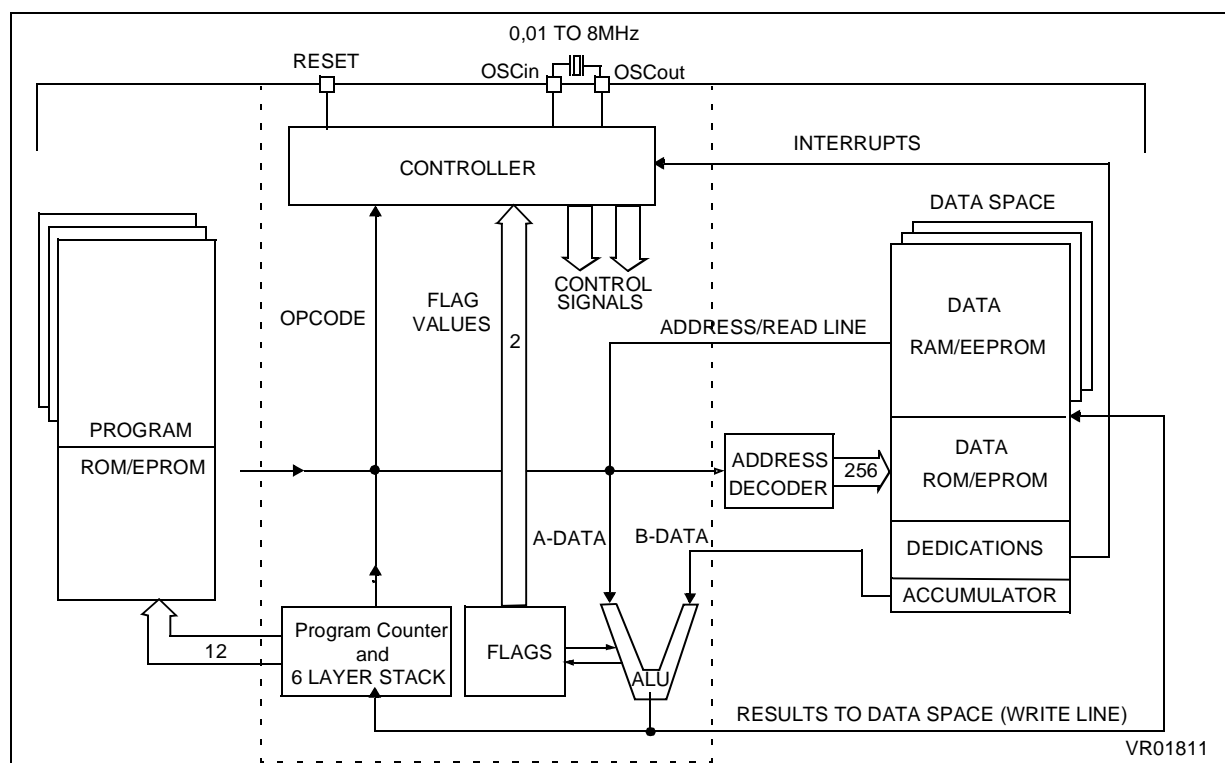 0,01 TO 8MHz
RESET
OSCin
OSCout
INTERRUPTS
CONTROLLER
DATA SPACE
CONTROL
SIGNALS
FLAG
VALUES
OPCODE
2
ADDRESS/READ LINE
DATA
RAM/EEPROM
PROGRAM
ROM/EPROM
ADDRESS
DECODER
256
DATA
ROM/EPROM
A-DATA
B-DATA
DEDICATIONS
ACCUMULATOR
12
Program Counter
and
6 LAYER STACK
FLAGS
ALU
RESULTS TO DATA SPACE (WRITE LINE)
VR01811